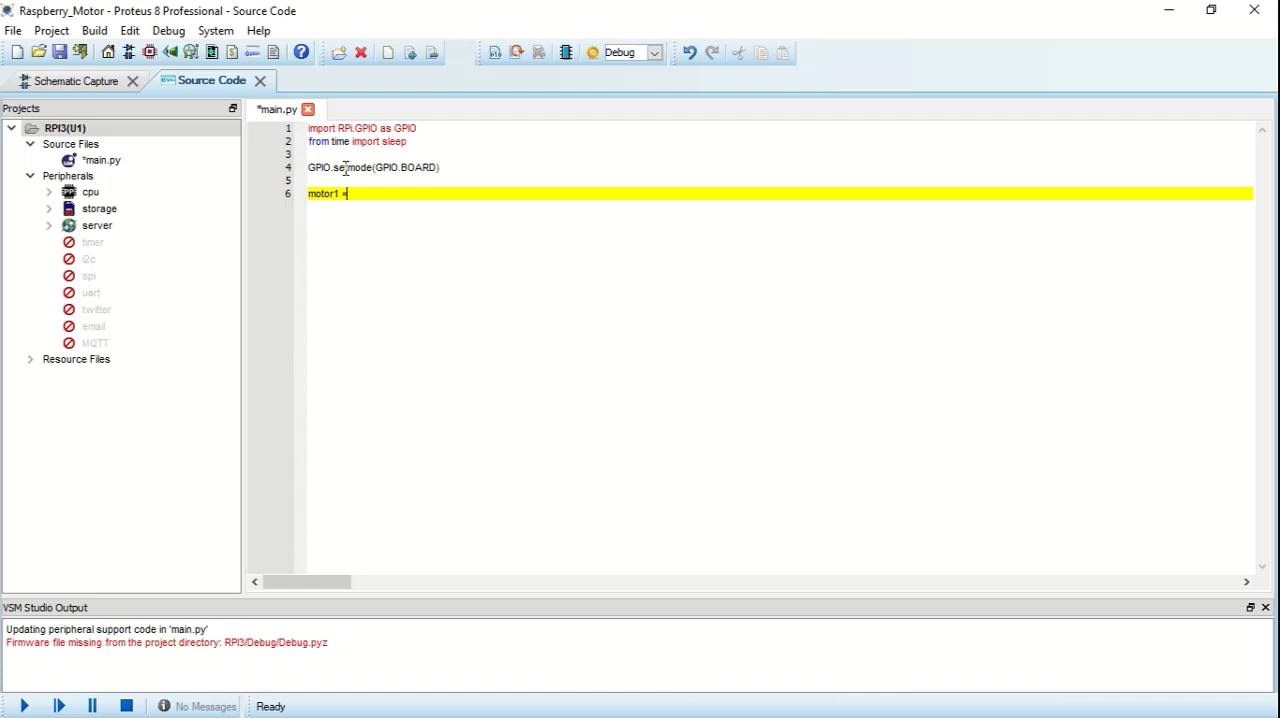 Raspberry_Motor - Proteus 8 Professional - Source Code
File Project Build Edit Debug System Help
Debug
Schematic Capture Source Code
Projects
RPI3(U1)
Source Files
*main.py
Peripherals
cpu
storage
server
timer
i2c
spi
uart
twitter
email
MQTT
Resource Files
*main.py
1 import RPi.GPIO as GPIO
2 from time import sleep
3
4 GPIO.setmode(GPIO.BOARD)
5
6 motor1 =
VSM Studio Output
Updating peripheral support code in 'main.py'
Firmware file missing from the project directory: RPI3/Debug/Debug.pyz
No Messages Ready